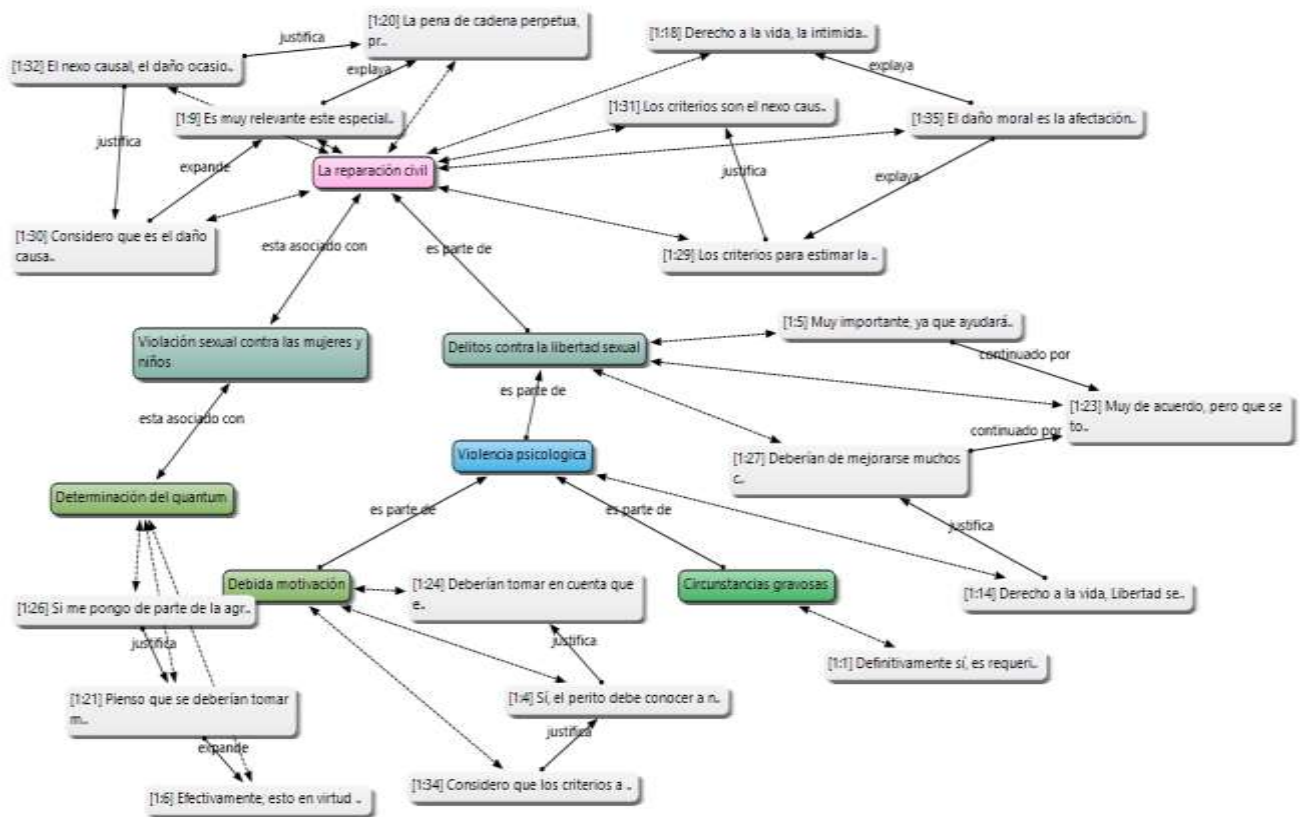 [1:20] La pena de cadena perpetua,
pr..
justifica
[1:18] Derecho a la vida, la intimida..
[1:32] El nexo causal, el daño ocasio..
explaya
explaya
[1:9] Es muy relevante este especial..
[1:31] Los criterios son el nexo caus..
[1:35] El daño moral es la afectación..
justifica
expande
La reparación civil
justifica
explaya
[1:30] Considero que es el daño
causa..
esta asociado con
es parte de
[1:29] Los criterios para estimar la ..
[1:5] Muy importante, ya que ayudará..
Violación sexual contra las mujeres y
niños
Delitos contra la libertad sexual
continuado por
es parte de
esta asociado con
[1:23] Muy de acuerdo, pero que se
to..
continuado por
Violencia psicologica
[1:27] Deberían de mejorarse muchos
c..
Determinación del quantum
es parte de
es parte de
justifica
Debida motivación
[1:24] Deberían tomar en cuenta que
e..
Circunstancias gravosas
[1:26] Si me pongo de parte de la agr..
[1:14] Derecho a la vida, Libertad se..
justifica
justifica
[1:1] Definitivamente sí, es requeri..
[1:21] Pienso que se deberían tomar
m..
[1:4] Sí, el perito debe conocer a n..
justifica
expande
[1:34] Considero que los criterios a ..
[1:6] Efectivamente, esto en virtud ..